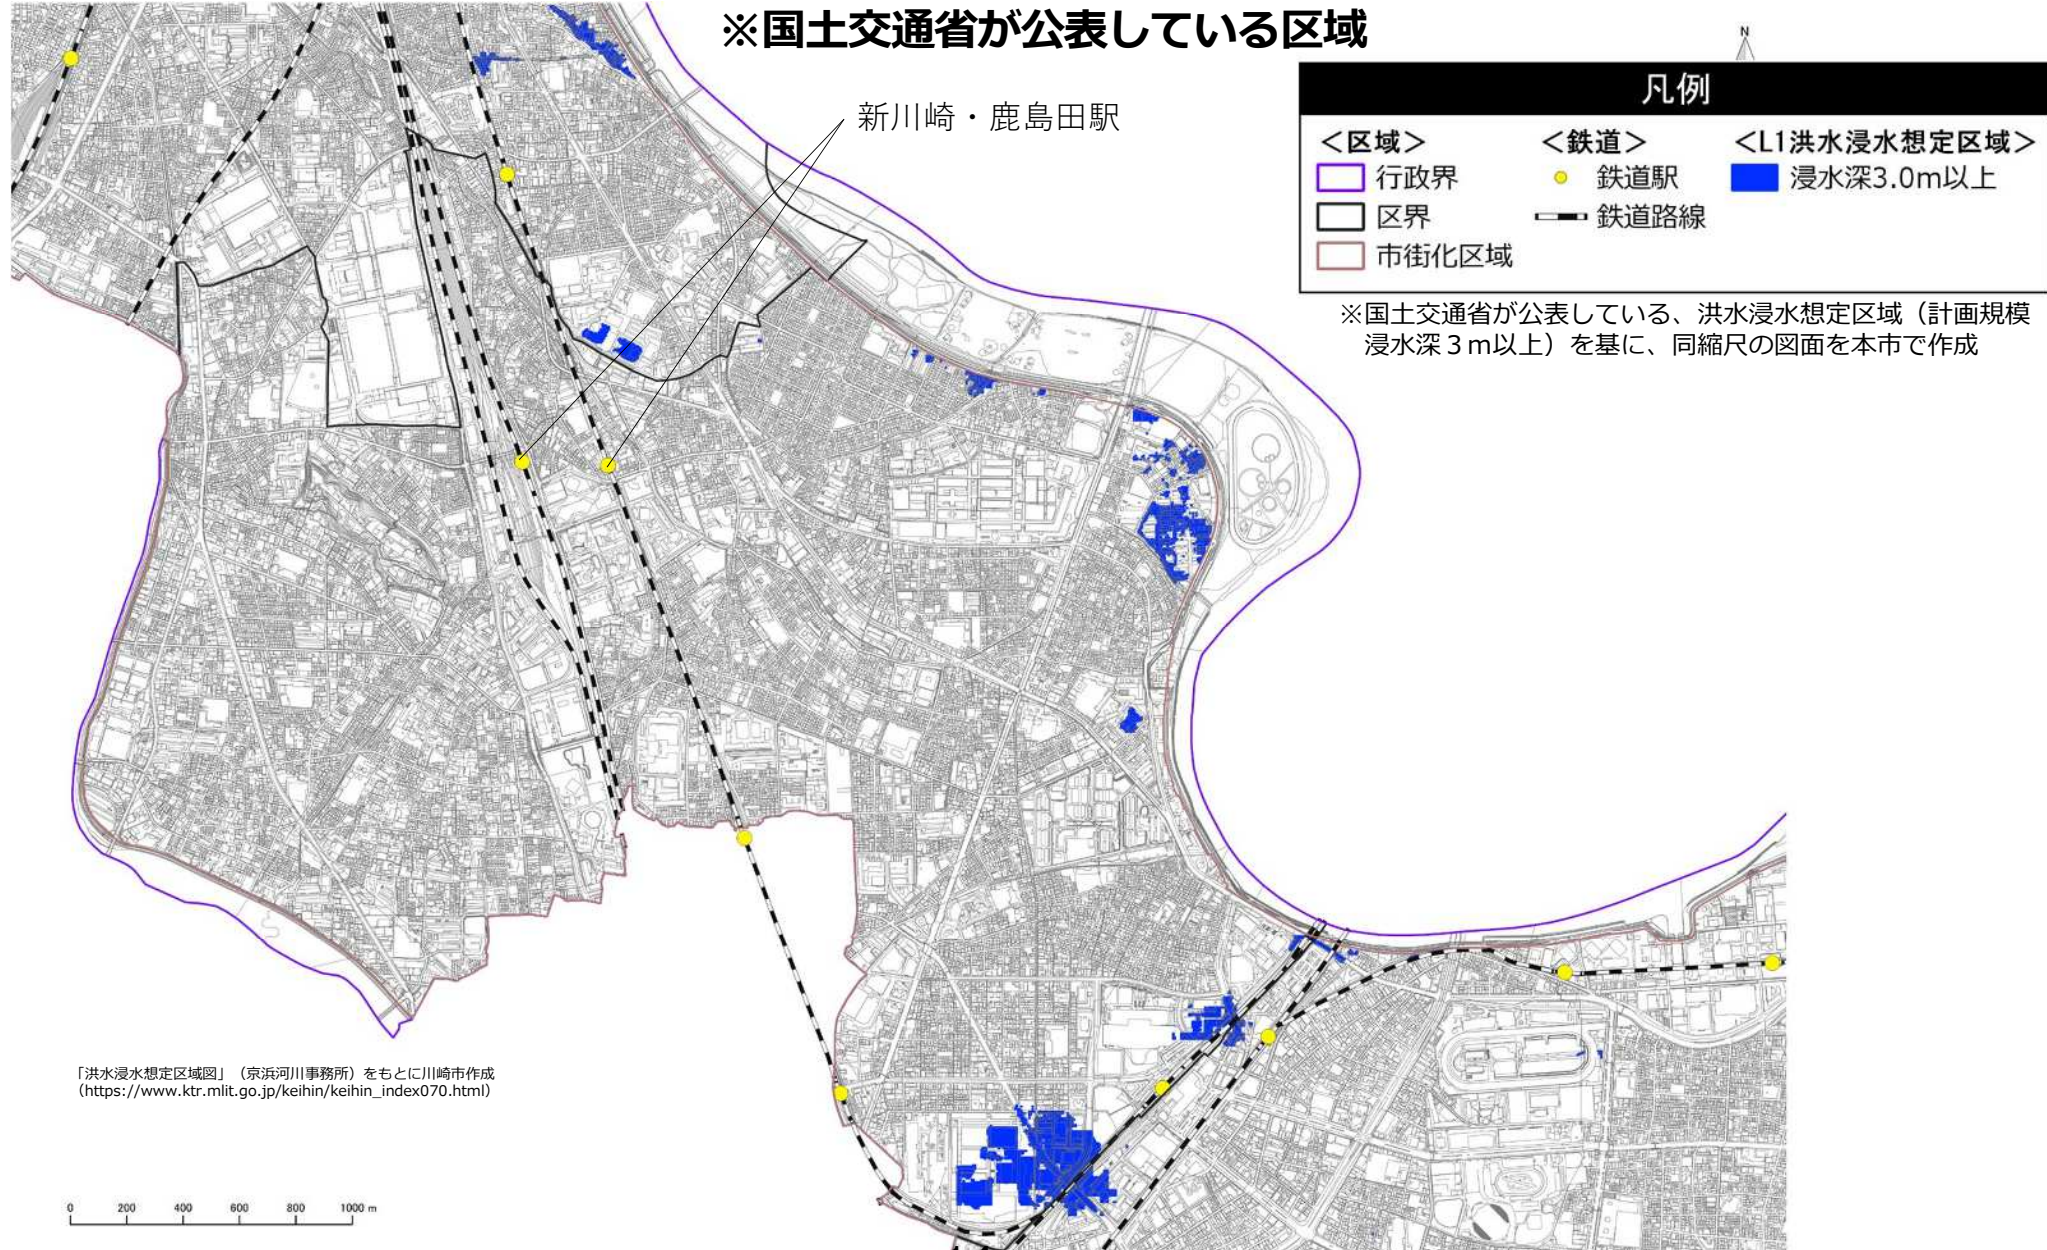 ※国土交通省が公表している区域
新川崎・鹿島田駅
N
凡例
＜区域＞
行政界
区界
市街化区域
＜鉄道＞
鉄道駅
鉄道路線
＜L1洪水浸水想定区域＞
浸水深3.0m以上
※国土交通省が公表している、洪水浸水想定区域（計画規模
浸水深３ｍ以上）を基に、同縮尺の図面を本市で作成
「洪水浸水想定区域図」（京浜河川事務所）をもとに川崎市作成
（https://www.ktr.mlit.go.jp/keihin/keihin_index070.html）
0 200 400 600 800 1000 m